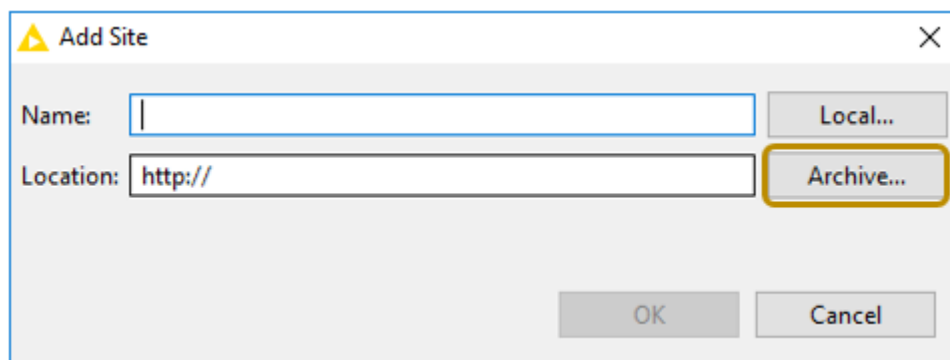 Add Site
Name: Local...
Location: http:// Archive...
OK Cancel